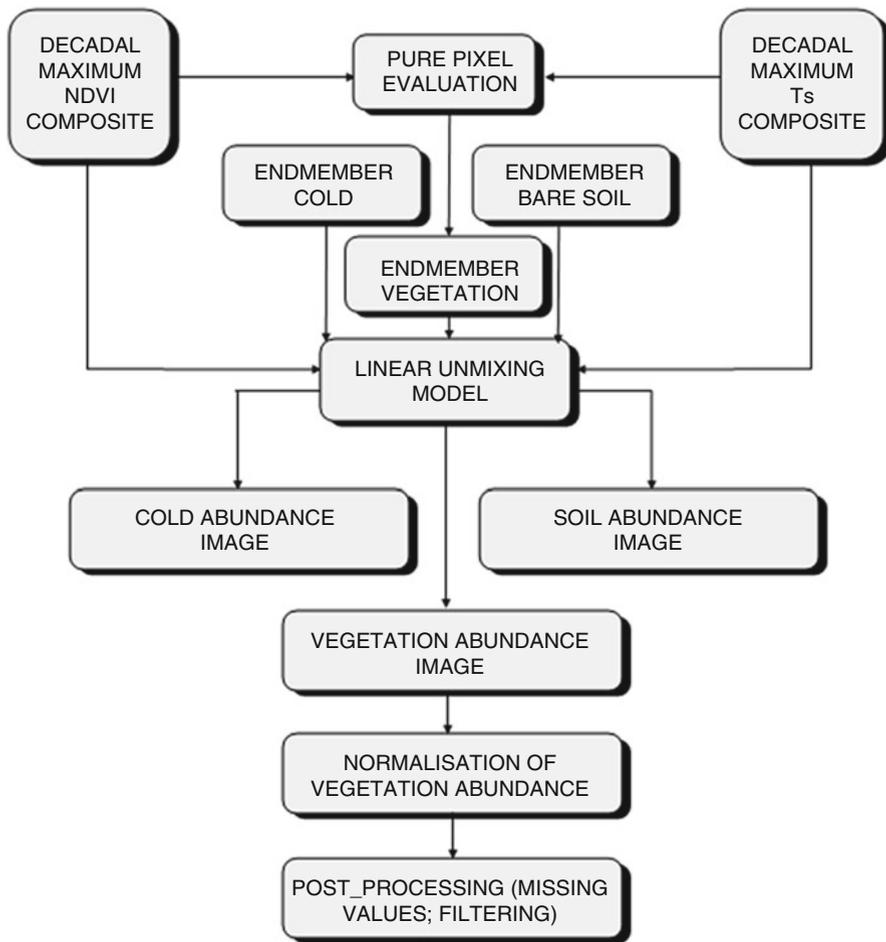 DECADAL
MAXIMUM
NDVI
COMPOSITE
PURE PIXEL
EVALUATION
DECADAL
MAXIMUM
Ts
COMPOSITE
ENDMEMBER
COLD
ENDMEMBER
BARE SOIL
ENDMEMBER
VEGETATION
LINEAR UNMIXING
MODEL
COLD ABUNDANCE
IMAGE
SOIL ABUNDANCE
IMAGE
VEGETATION ABUNDANCE
IMAGE
NORMALISATION OF
VEGETATION ABUNDANCE
POST_PROCESSING (MISSING
VALUES; FILTERING)